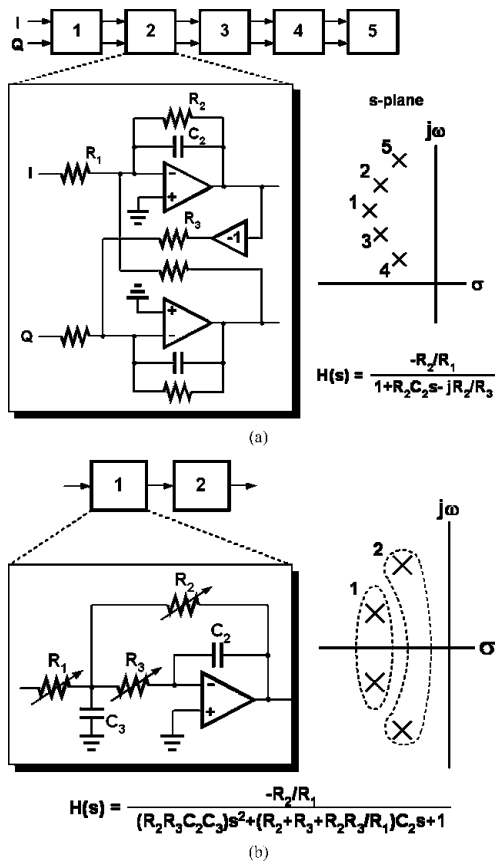 I
Q
1 2 3 4 5
R2
C2
R1
I
R3
-1
Q
s-plane
jω
5
2
1
3
4
σ
H(s) = -R2/R1
1+R2C2s-jR2/R3
(a)
1 2
R2
C2
R1
R3
C3
jω
2
1
σ
H(s) = -R2/R1
(R2R3C2C3)s²+(R2+R3+R2R3/R1)C2s+1
(b)